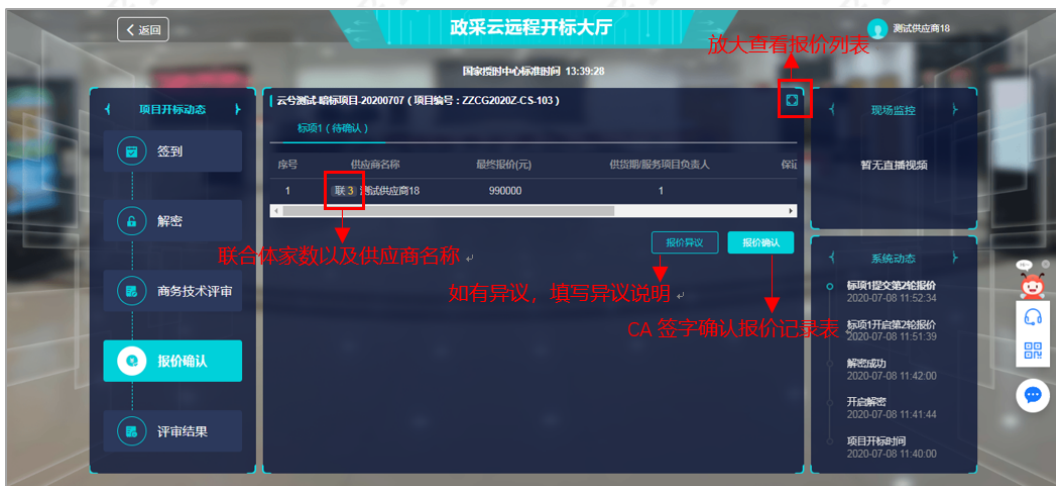 返回
政采云远程开标大厅
测试供应商18
放大查看报价列表
国家授时中心标准时间 13:39:28
项目开标动态
签到
解密
商务技术评审
报价确认
评审结果
云兮测试-暗标项目-20200707（项目编号：ZZCG2020Z-CS-103）
标项1（待确认）
序号 供应商名称 最终报价(元) 供货期/服务项目负责人 保证
1 联 3 测试供应商18 990000 1
报价异议 报价确认
联合体家数以及供应商名称
如有异议，填写异议说明
CA 签字确认报价记录表
现场监控
暂无直播视频
系统动态
标项1提交第2轮报价
2020-07-08 11:52:34
标项1开启第2轮报价
2020-07-08 11:51:39
解密成功
2020-07-08 11:42:00
开启解密
2020-07-08 11:41:44
项目开标时间
2020-07-08 11:40:00